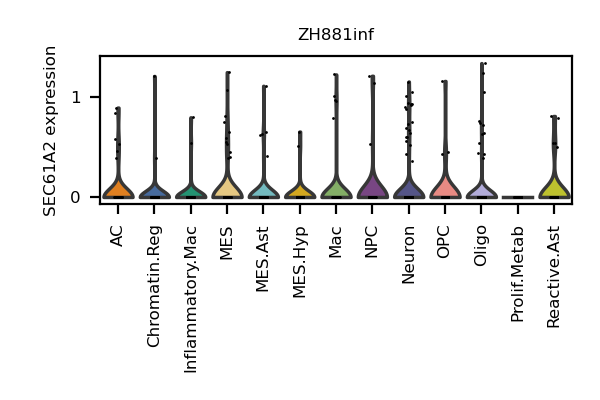 ZH881inf
SEC61A2 expression
1
0
AC
Chromatin.Reg
Inflammatory.Mac
MES
MES.Ast
MES.Hyp
Mac
NPC
Neuron
OPC
Oligo
Prolif.Metab
Reactive.Ast